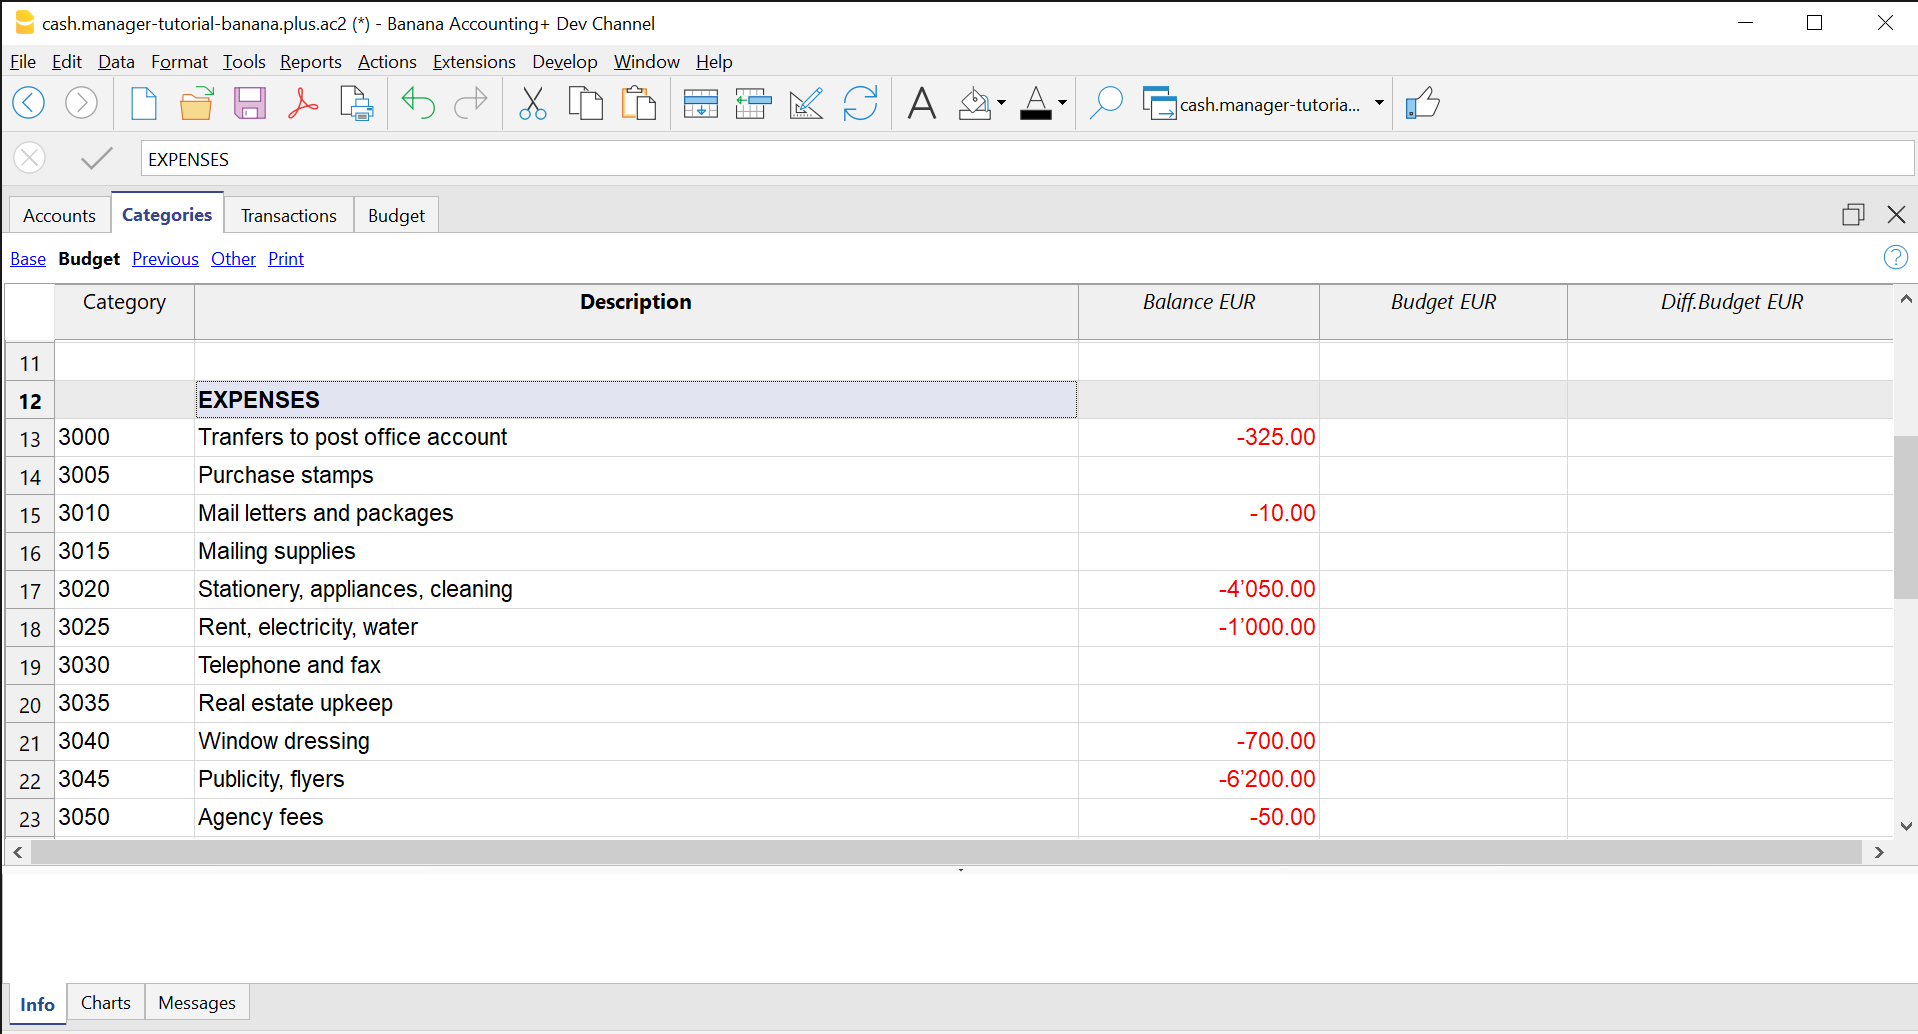 cash.manager-tutorial-banana.plus.ac2 (*) - Banana Accounting+ Dev Channel
File Edit Data Format Tools Reports Actions Extensions Develop Window Help
A A cash.manager-tutoria...
EXPENSES
Accounts Categories Transactions Budget
Base Budget Previous Other Print ?
Category Description Balance EUR Budget EUR Diff.Budget EUR
11
12 EXPENSES
13 3000 Tranfers to post office account -325.00
14 3005 Purchase stamps
15 3010 Mail letters and packages -10.00
16 3015 Mailing supplies
17 3020 Stationery, appliances, cleaning -4’050.00
18 3025 Rent, electricity, water -1’000.00
19 3030 Telephone and fax
20 3035 Real estate upkeep
21 3040 Window dressing -700.00
22 3045 Publicity, flyers -6’200.00
23 3050 Agency fees -50.00
Info Charts Messages